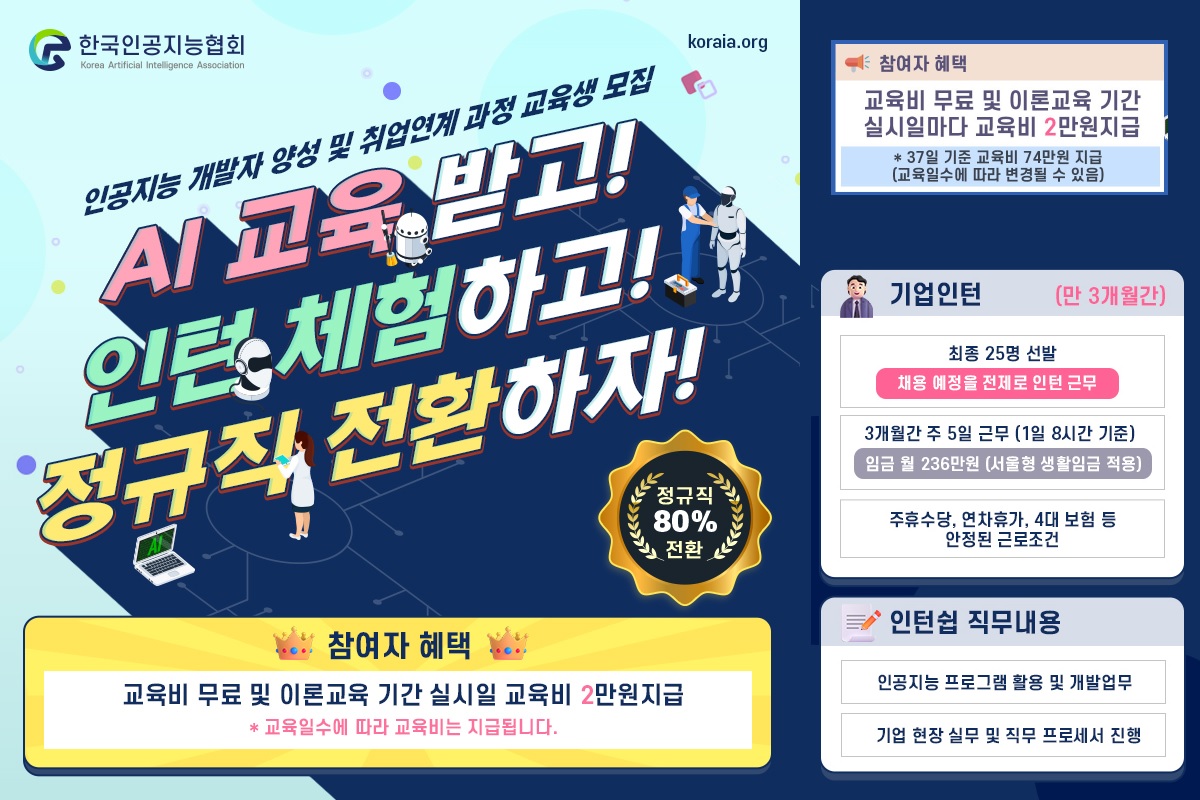 한국인공지능협회
Korea Artificial Intelligence Association
koraia.org
인공지능 개발자 양성 및 취업연계 과정 교육생 모집
AI 교육 받고!
인턴 체험하고!
정규직 전환하자!
AI
정규직
80%
전환
참여자 혜택
교육비 무료 및 이론교육 기간 실시일 교육비 2만원지급
* 교육일수에 따라 교육비는 지급됩니다.
참여자 혜택
교육비 무료 및 이론교육 기간
실시일마다 교육비 2만원지급
* 37일 기준 교육비 74만원 지급
(교육일수에 따라 변경될 수 있음)
기업인턴 (만 3개월간)
최종 25명 선발
채용 예정을 전제로 인턴 근무
3개월간 주 5일 근무 (1일 8시간 기준)
임금 월 236만원 (서울형 생활임금 적용)
주휴수당, 연차휴가, 4대 보험 등
안정된 근로조건
인턴쉽 직무내용
인공지능 프로그램 활용 및 개발업무
기업 현장 실무 및 직무 프로세서 진행